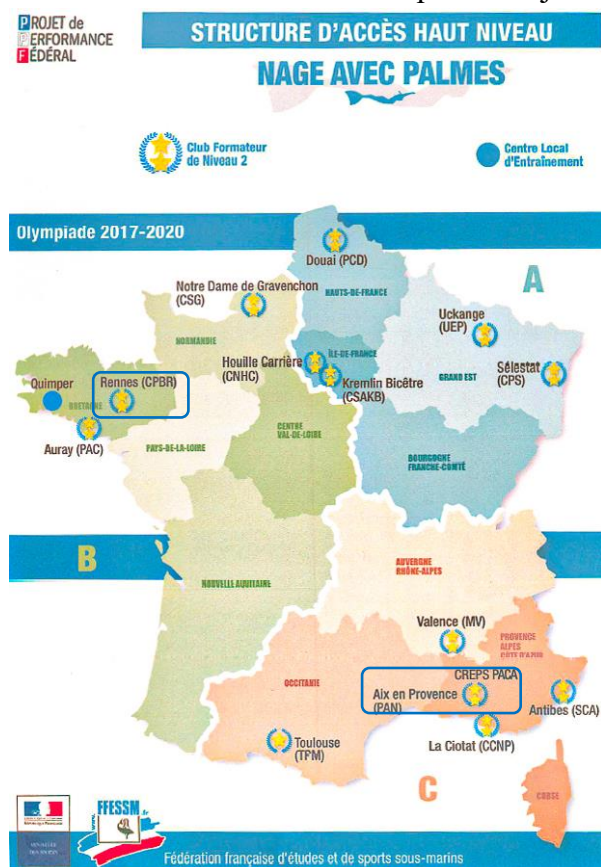 PROJET de
PERFORMANCE
FÉDÉRAL
STRUCTURE D'ACCÈS HAUT NIVEAU
NAGE AVEC PALMES
Club Formateur
de Niveau 2
Centre Local
d'Entraînement
Olympiade 2017-2020
Douai (PCD)
HAUTS-DE-FRANCE
A
Notre Dame de Gravenchon
(CSG)
NORMANDIE
Uckange
(UEP)
Houille Carrière
(CNHC)
ÎLE-DE-FRANCE
Kremlin Bicêtre
(CSAKB)
GRAND EST
Sélestat
(CPS)
Quimper
Rennes (CPBR)
BRETAGNE
Auray (PAC)
PAYS-DE-LA-LOIRE
CENTRE
VAL-DE-LOIRE
BOURGOGNE
FRANCHE-COMTÉ
B
NOUVELLE AQUITAINE
AUVERGNE
RHÔNE-ALPES
Valence (MV)
PROVENCE
ALPES
CÔTE D'AZUR
OCCITANIE
CREPS PACA
Aix en Provence
(PAN)
Antibes (SCA)
Toulouse
(TFM)
La Ciotat (CCNP)
C
CORSE
FFESSM.fr
Fédération française d'études et de sports sous-marins